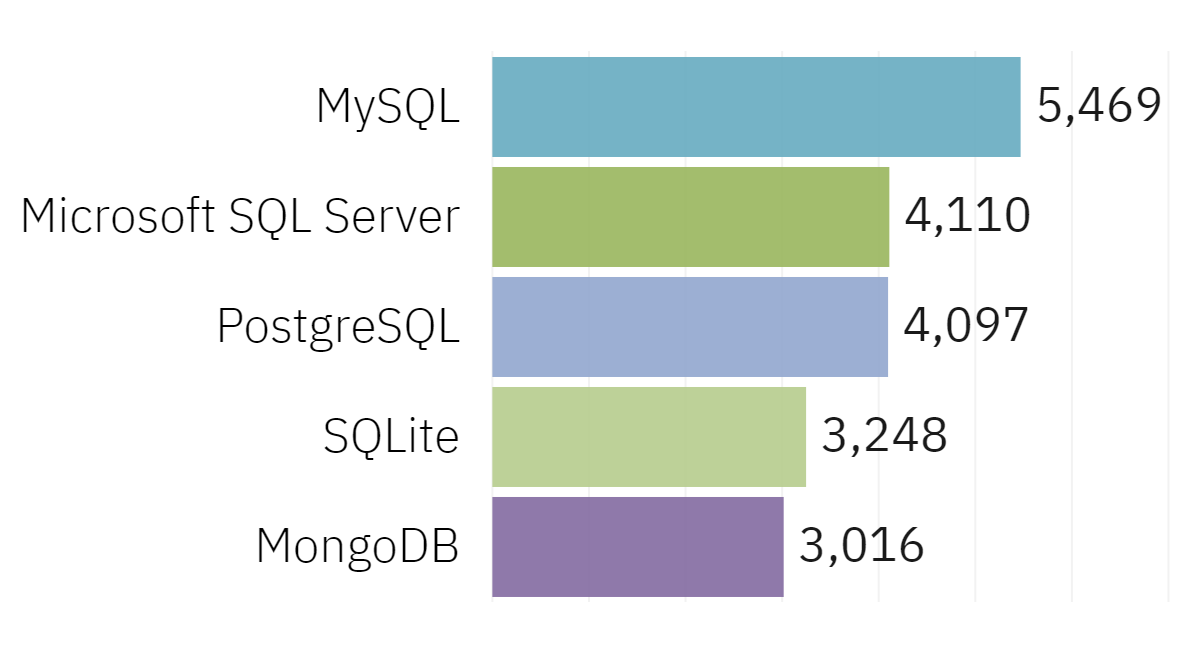 MySQL 5,469
Microsoft SQL Server 4,110
PostgreSQL 4,097
SQLite 3,248
MongoDB 3,016